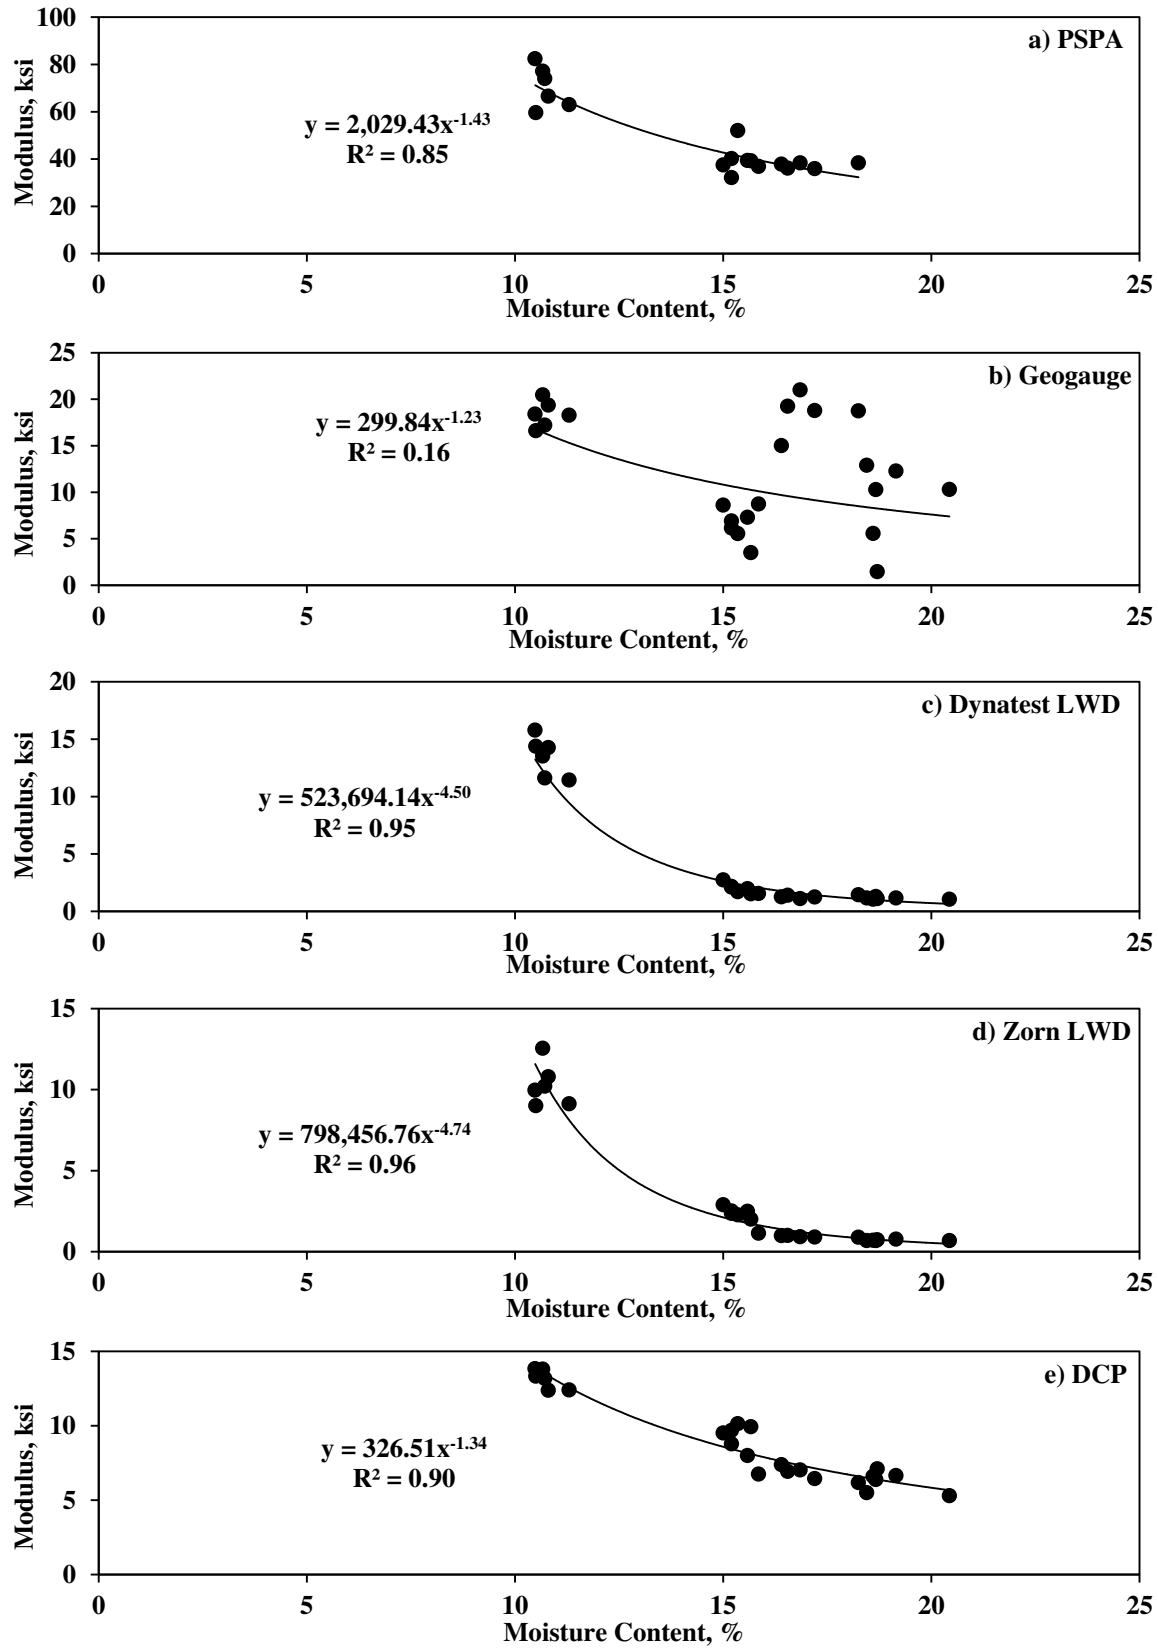 a) PSPA
Modulus, ksi
100
80
60
40
20
0
y = 2,029.43x^-1.43
R² = 0.85
0 5 10 15 20 25
Moisture Content, %
b) Geogauge
Modulus, ksi
25
20
15
10
5
0
y = 299.84x^-1.23
R² = 0.16
0 5 10 15 20 25
Moisture Content, %
c) Dynatest LWD
Modulus, ksi
20
15
10
5
0
y = 523,694.14x^-4.50
R² = 0.95
0 5 10 15 20 25
Moisture Content, %
d) Zorn LWD
Modulus, ksi
15
10
5
0
y = 798,456.76x^-4.74
R² = 0.96
0 5 10 15 20 25
Moisture Content, %
e) DCP
Modulus, ksi
15
10
5
0
y = 326.51x^-1.34
R² = 0.90
0 5 10 15 20 25
Moisture Content, %